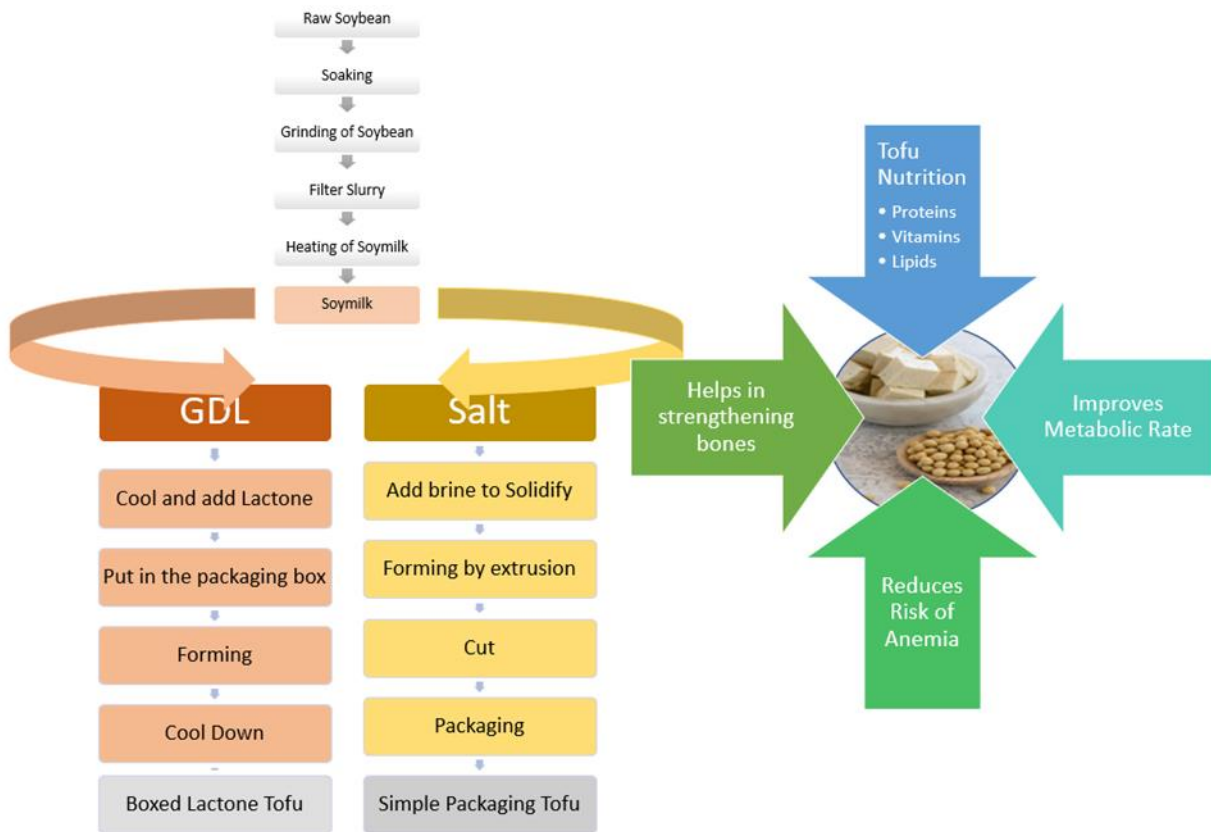 Raw Soybean
Soaking
Grinding of Soybean
Filter Slurry
Heating of Soymilk
Soymilk
GDL
Cool and add Lactone
Put in the packaging box
Forming
Cool Down
Boxed Lactone Tofu
Salt
Add brine to Solidify
Forming by extrusion
Cut
Packaging
Simple Packaging Tofu
Tofu
Nutrition
• Proteins
• Vitamins
• Lipids
Helps in
strengthening
bones
Improves
Metabolic Rate
Reduces
Risk of
Anemia